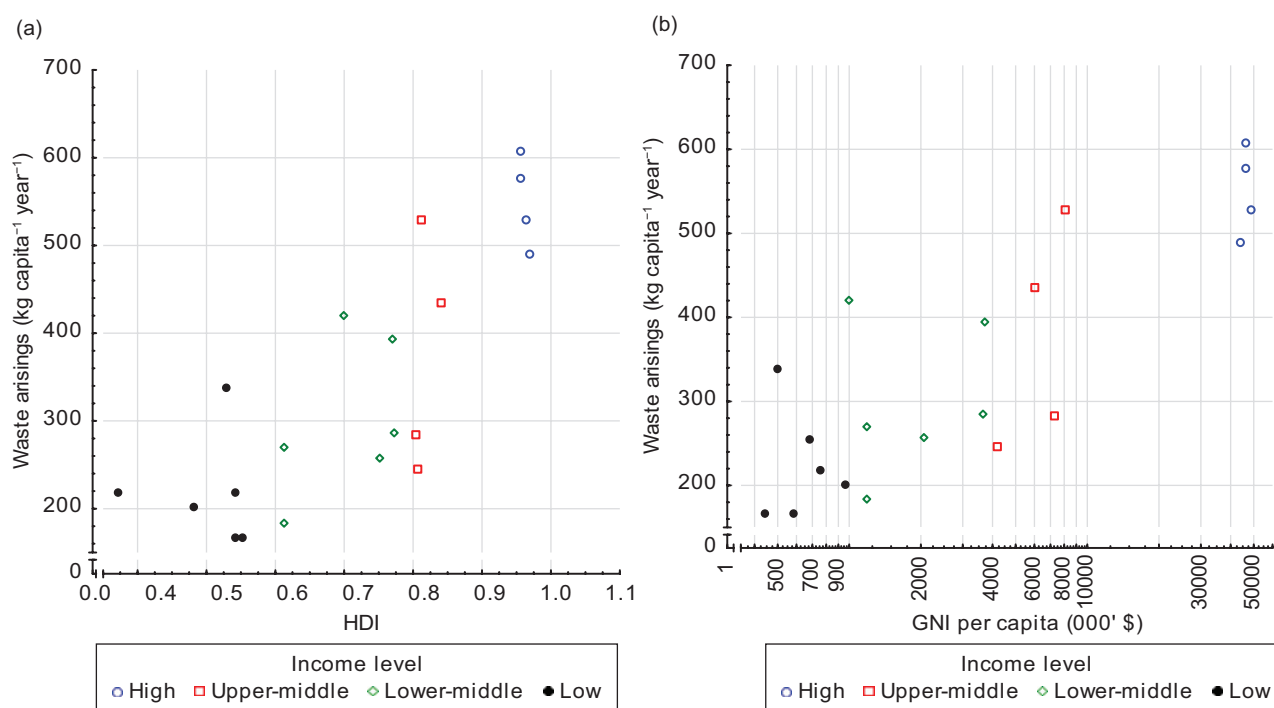 (a)
Waste arisings (kg capita⁻¹ year⁻¹)
700
600
500
400
300
200
0
0.0 0.4 0.5 0.6 0.7 0.8 0.9 1.0 1.1
HDI
Income level
High Upper-middle Lower-middle Low
(b)
Waste arisings (kg capita⁻¹ year⁻¹)
700
600
500
400
300
200
0
1 500 700 900 2000 4000 6000 8000 10000 30000 50000
GNI per capita (000' $)
Income level
High Upper-middle Lower-middle Low